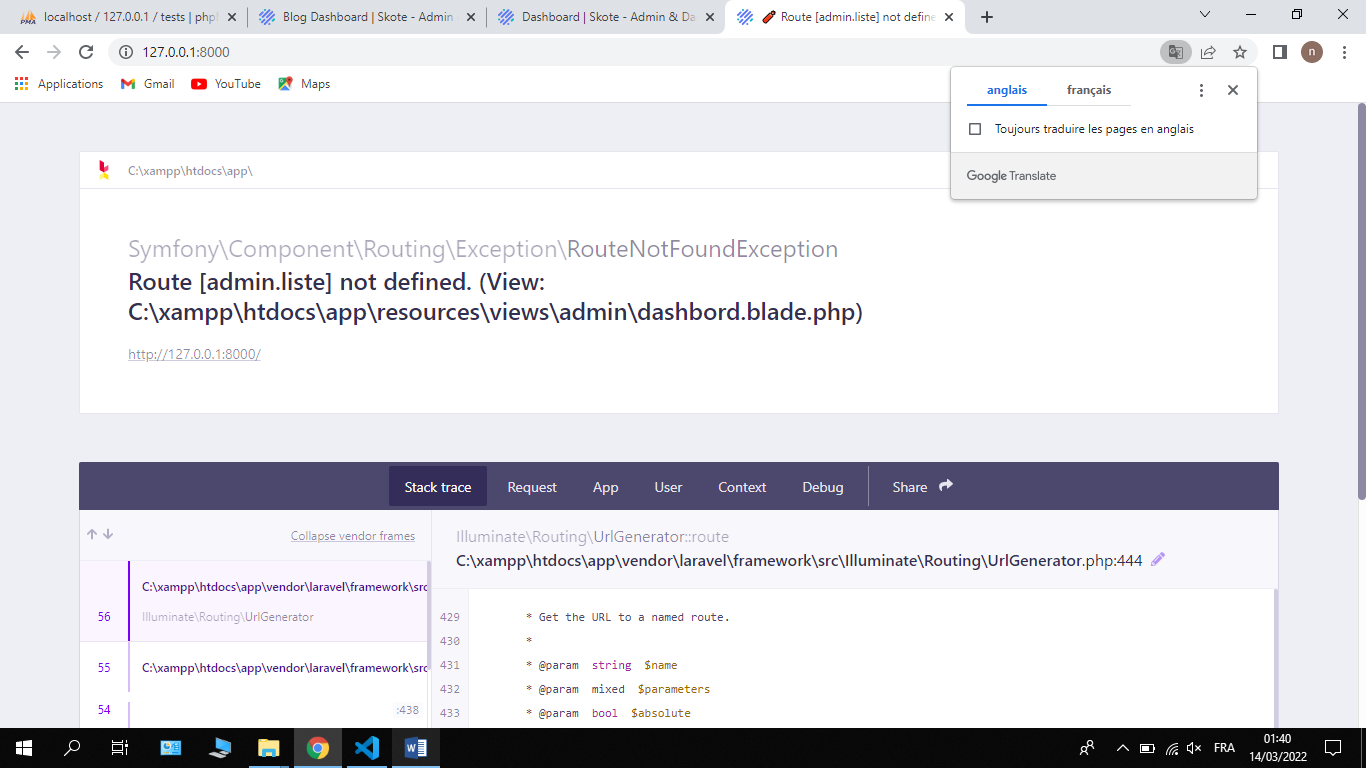 localhost / 127.0.0.1 / tests | php
Blog Dashboard | Skote - Admin
Dashboard | Skote - Admin & Da
Route [admin.liste] not define
127.0.0.1:8000
n
Applications
Gmail
YouTube
Maps
anglais
français
Toujours traduire les pages en anglais
Google Translate
C:\xampp\htdocs\app\
Symfony\Component\Routing\Exception\RouteNotFoundException
Route [admin.liste] not defined. (View:
C:\xampp\htdocs\app\resources\views\admin\dashbord.blade.php)
http://127.0.0.1:8000/
Stack trace
Request
App
User
Context
Debug
Share
Collapse vendor frames
C:\xampp\htdocs\app\vendor\laravel\framework\src
56
Illuminate\Routing\UrlGenerator
55
C:\xampp\htdocs\app\vendor\laravel\framework\src
54
:438
Illuminate\Routing\UrlGenerator::route
C:\xampp\htdocs\app\vendor\laravel\framework\src\Illuminate\Routing\UrlGenerator.php:444
429 * Get the URL to a named route.
430 *
431 * @param string $name
432 * @param mixed $parameters
433 * @param bool $absolute
FRA
01:40
14/03/2022